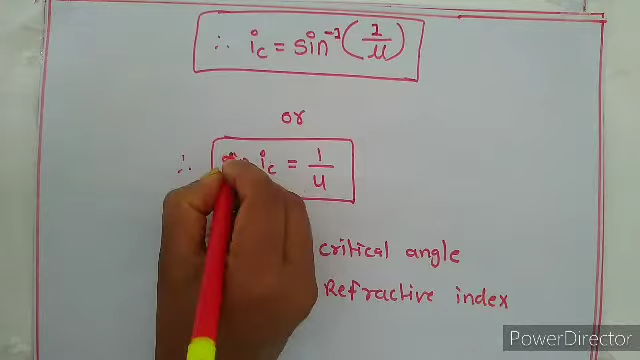 ∴ ic = sin⁻¹ (1/μ)
or
∴ ic = 1/μ
critical angle
Refractive index
PowerDirector